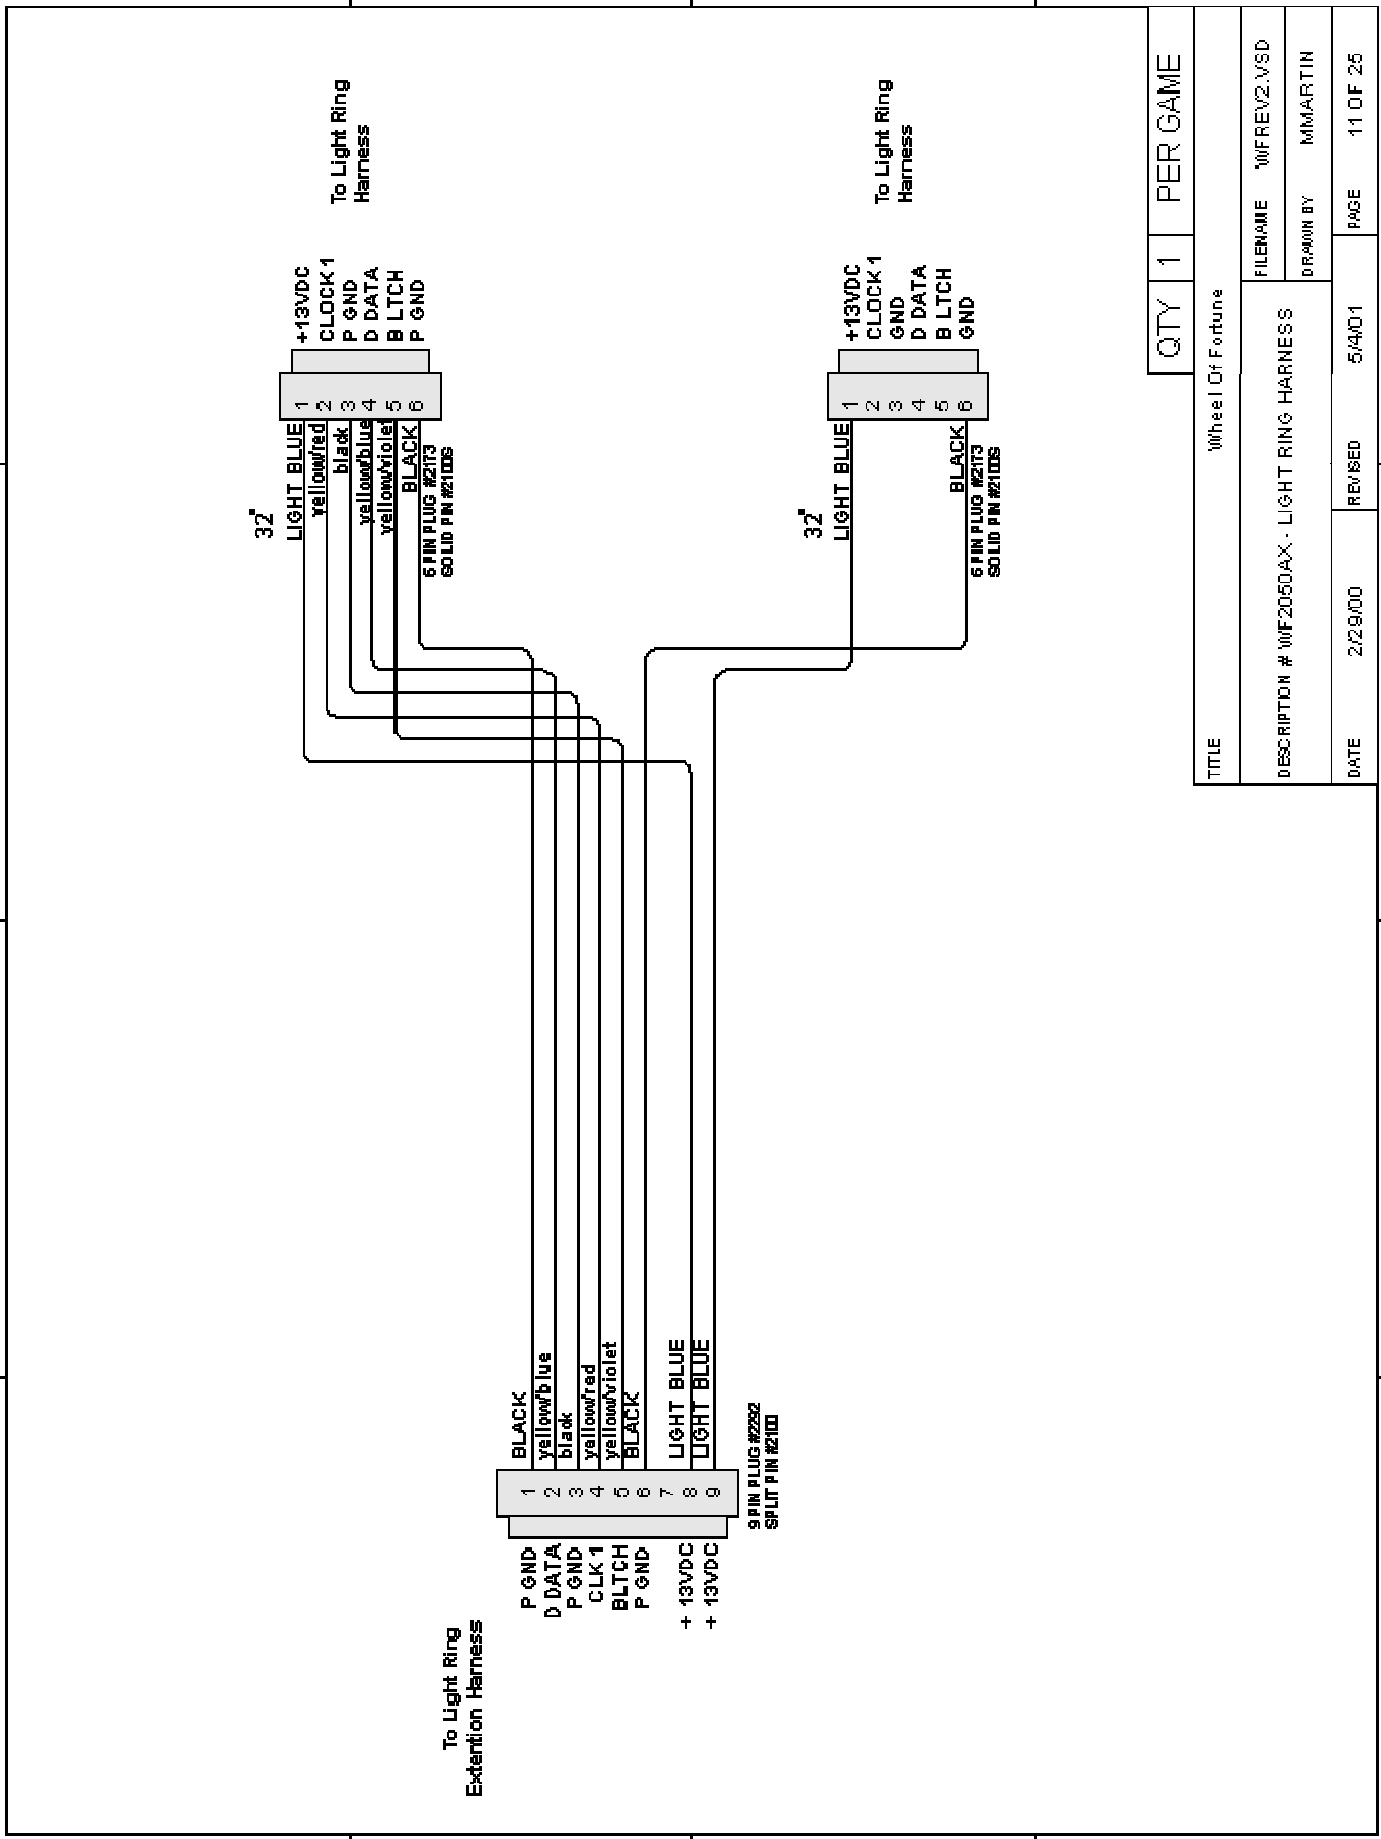 To Light Ring
Extention Harness
P GND
D DATA
P GND
CLK 1
BLTCH
P GND
+ 13VDC
+ 13VDC
1
2
3
4
5
6
7
8
9
BLACK
yellow/blue
black
yellow/red
yellow/violet
BLACK
LIGHT BLUE
LIGHT BLUE
9 PIN PLUG #2292
SPLIT PIN #2100
32"
LIGHT BLUE
yellow/red
black
yellow/blue
yellow/violet
BLACK
6 PIN PLUG #2173
SOLID PIN #2100S
1
2
3
4
5
6
+13VDC
CLOCK 1
P GND
D DATA
B LTCH
P GND
To Light Ring
Harness
32"
LIGHT BLUE
BLACK
6 PIN PLUG #2173
SOLID PIN #2100S
1
2
3
4
5
6
+13VDC
CLOCK 1
GND
D DATA
B LTCH
GND
To Light Ring
Harness
QTY 1 PER GAME
TITLE Wheel Of Fortune
DESCRIPTION # WF2050AX - LIGHT RING HARNESS
FILENAME WFREV2.VSD
DRAWN BY MMARTIN
DATE 2/29/00 REVISED 5/4/01 PAGE 11 OF 25